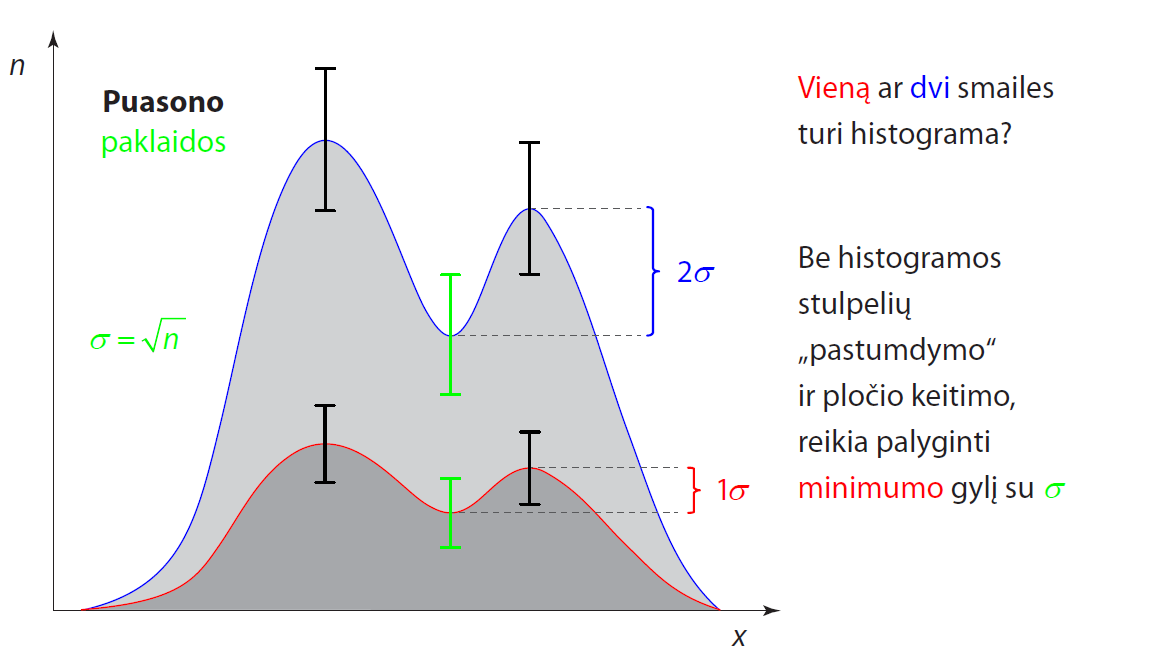 n
Puasono
paklaidos
σ = √n
2σ
1σ
x
Vieną ar dvi smailes
turi histograma?
Be histogramos
stulpelių
„pastumdymo“
ir pločio keitimo,
reikia palyginti
minimumo gylį su σ